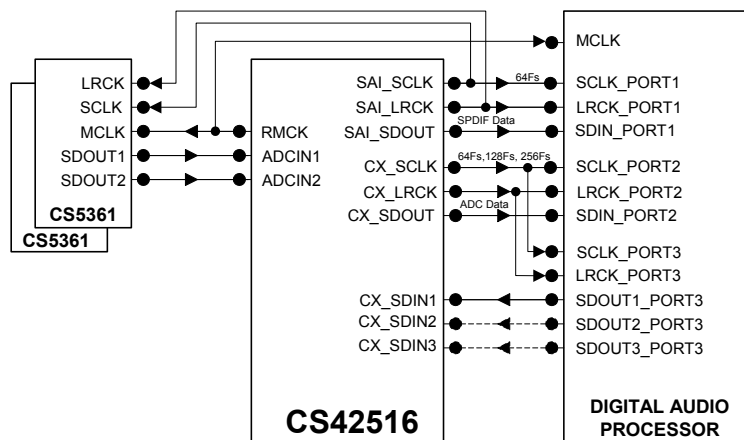 LRCK
SCLK
MCLK
SDOUT1
SDOUT2
CS5361
CS5361
RMCK
ADCIN1
ADCIN2
SAI_SCLK
SAI_LRCK
SAI_SDOUT
CX_SCLK
CX_LRCK
CX_SDOUT
CX_SDIN1
CX_SDIN2
CX_SDIN3
CS42516
64Fs
SPDIF Data
64Fs,128Fs, 256Fs
ADC Data
MCLK
SCLK_PORT1
LRCK_PORT1
SDIN_PORT1
SCLK_PORT2
LRCK_PORT2
SDIN_PORT2
SCLK_PORT3
LRCK_PORT3
SDOUT1_PORT3
SDOUT2_PORT3
SDOUT3_PORT3
DIGITAL AUDIO
PROCESSOR